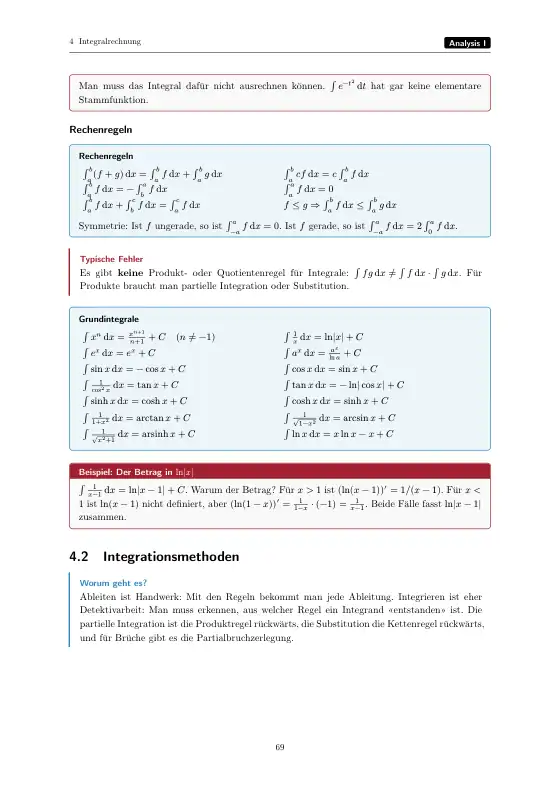 4 Integralrechnung
Analysis I
Man muss das Integral dafür nicht ausrechnen können. ∫ e^{−t²} dt hat gar keine elementare
Stammfunktion.
Rechenregeln
Rechenregeln
∫_a^b (f + g) dx = ∫_a^b f dx + ∫_a^b g dx    ∫_a^b cf dx = c ∫_a^b f dx
∫_a^b f dx = − ∫_b^a f dx    ∫_a^a f dx = 0
∫_a^b f dx + ∫_b^c f dx = ∫_a^c f dx    f ≤ g ⇒ ∫_a^b f dx ≤ ∫_a^b g dx
Symmetrie: Ist f ungerade, so ist ∫_{−a}^a f dx = 0. Ist f gerade, so ist ∫_{−a}^a f dx = 2 ∫_0^a f dx.
Typische Fehler
Es gibt keine Produkt- oder Quotientenregel für Integrale: ∫ fg dx ≠ ∫ f dx · ∫ g dx. Für
Produkte braucht man partielle Integration oder Substitution.
Grundintegrale
∫ xⁿ dx = x^{n+1}/(n+1) + C (n ≠ −1)    ∫ 1/x dx = ln|x| + C
∫ eˣ dx = eˣ + C    ∫ aˣ dx = aˣ/ln a + C
∫ sin x dx = − cos x + C    ∫ cos x dx = sin x + C
∫ 1/cos² x dx = tan x + C    ∫ tan x dx = − ln| cos x| + C
∫ sinh x dx = cosh x + C    ∫ cosh x dx = sinh x + C
∫ 1/(1+x²) dx = arctan x + C    ∫ 1/√(1−x²) dx = arcsin x + C
∫ 1/√(x²+1) dx = arsinh x + C    ∫ ln x dx = x ln x − x + C
Beispiel: Der Betrag in ln|x|
∫ 1/(x−1) dx = ln|x − 1| + C. Warum der Betrag? Für x > 1 ist (ln(x − 1))′ = 1/(x − 1). Für x <
1 ist ln(x − 1) nicht definiert, aber (ln(1 − x))′ = 1/(1−x) · (−1) = 1/(x−1). Beide Fälle fasst ln|x − 1|
zusammen.
4.2 Integrationsmethoden
Worum geht es?
Ableiten ist Handwerk: Mit den Regeln bekommt man jede Ableitung. Integrieren ist eher
Detektivarbeit: Man muss erkennen, aus welcher Regel ein Integrand «entstanden» ist. Die
partielle Integration ist die Produktregel rückwärts, die Substitution die Kettenregel rückwärts,
und für Brüche gibt es die Partialbruchzerlegung.
69